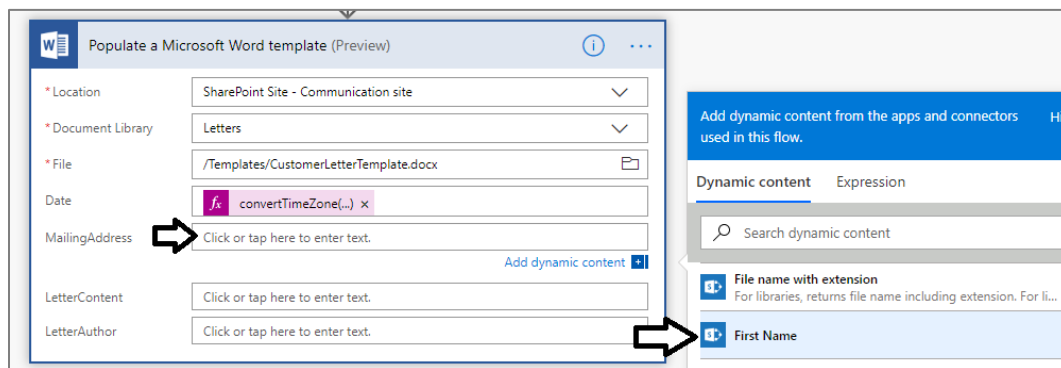 Populate a Microsoft Word template (Preview)
* Location
SharePoint Site - Communication site
* Document Library
Letters
* File
/Templates/CustomerLetterTemplate.docx
Date
fx convertTimeZone(...) ×
MailingAddress
Click or tap here to enter text.
Add dynamic content +
LetterContent
Click or tap here to enter text.
LetterAuthor
Click or tap here to enter text.
Add dynamic content from the apps and connectors
used in this flow.
Dynamic content Expression
Search dynamic content
File name with extension
For libraries, returns file name including extension. For li...
First Name